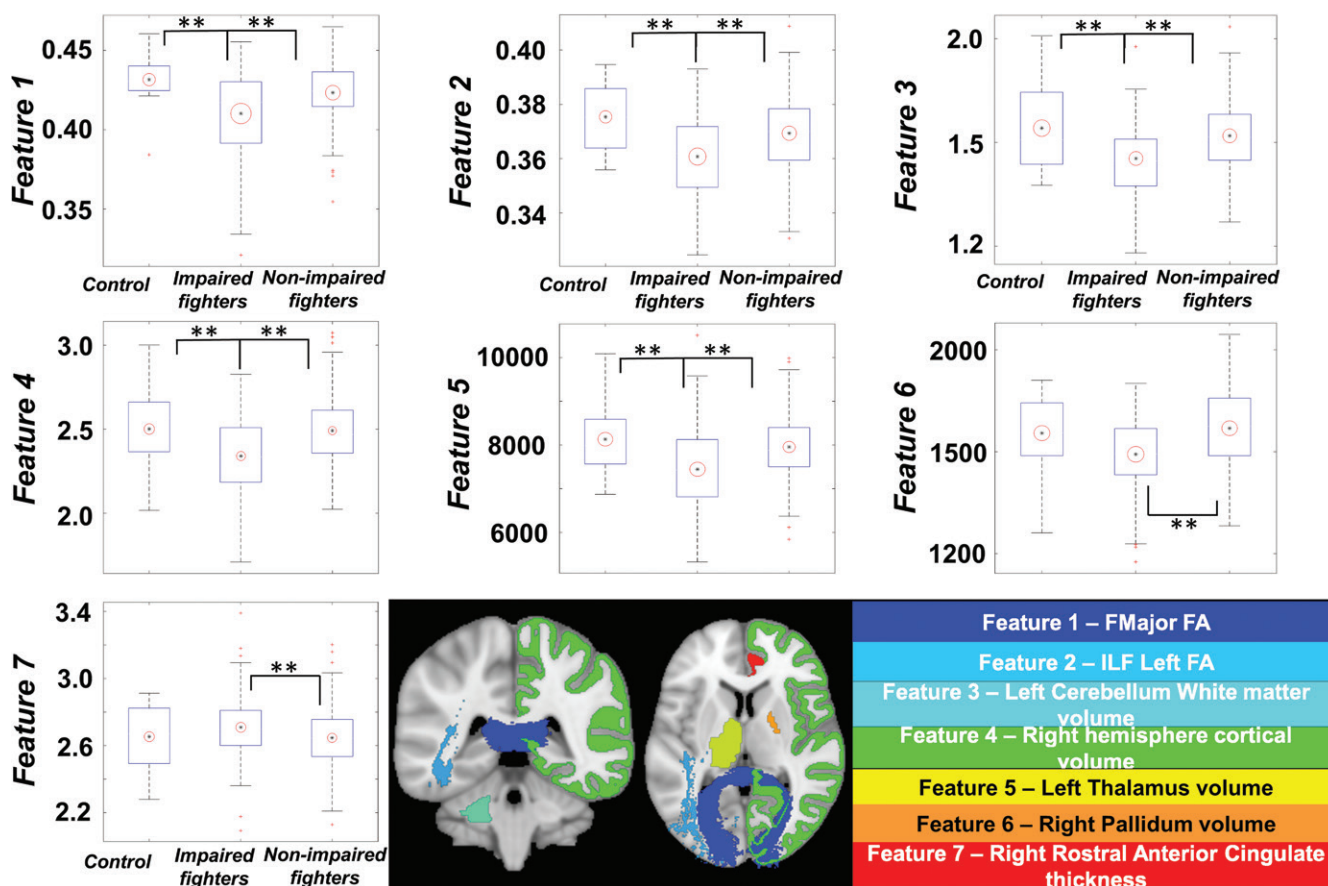 Feature 1
0.45
0.40
0.35
**
**
Control
Impaired
fighters
Non-impaired
fighters
Feature 2
0.40
0.38
0.36
0.34
**
**
Control
Impaired
fighters
Non-impaired
fighters
Feature 3
2.0
1.5
1.2
**
**
Control
Impaired
fighters
Non-impaired
fighters
Feature 4
3.0
2.5
2.0
**
**
Feature 5
10000
8000
6000
**
**
Feature 6
2000
1500
1200
**
Feature 7
3.4
3.0
2.6
2.2
**
Control
Impaired
fighters
Non-impaired
fighters
Feature 1 – FMajor FA
Feature 2 – ILF Left FA
Feature 3 – Left Cerebellum White matter
volume
Feature 4 – Right hemisphere cortical
volume
Feature 5 – Left Thalamus volume
Feature 6 – Right Pallidum volume
Feature 7 – Right Rostral Anterior Cingulate
thickness